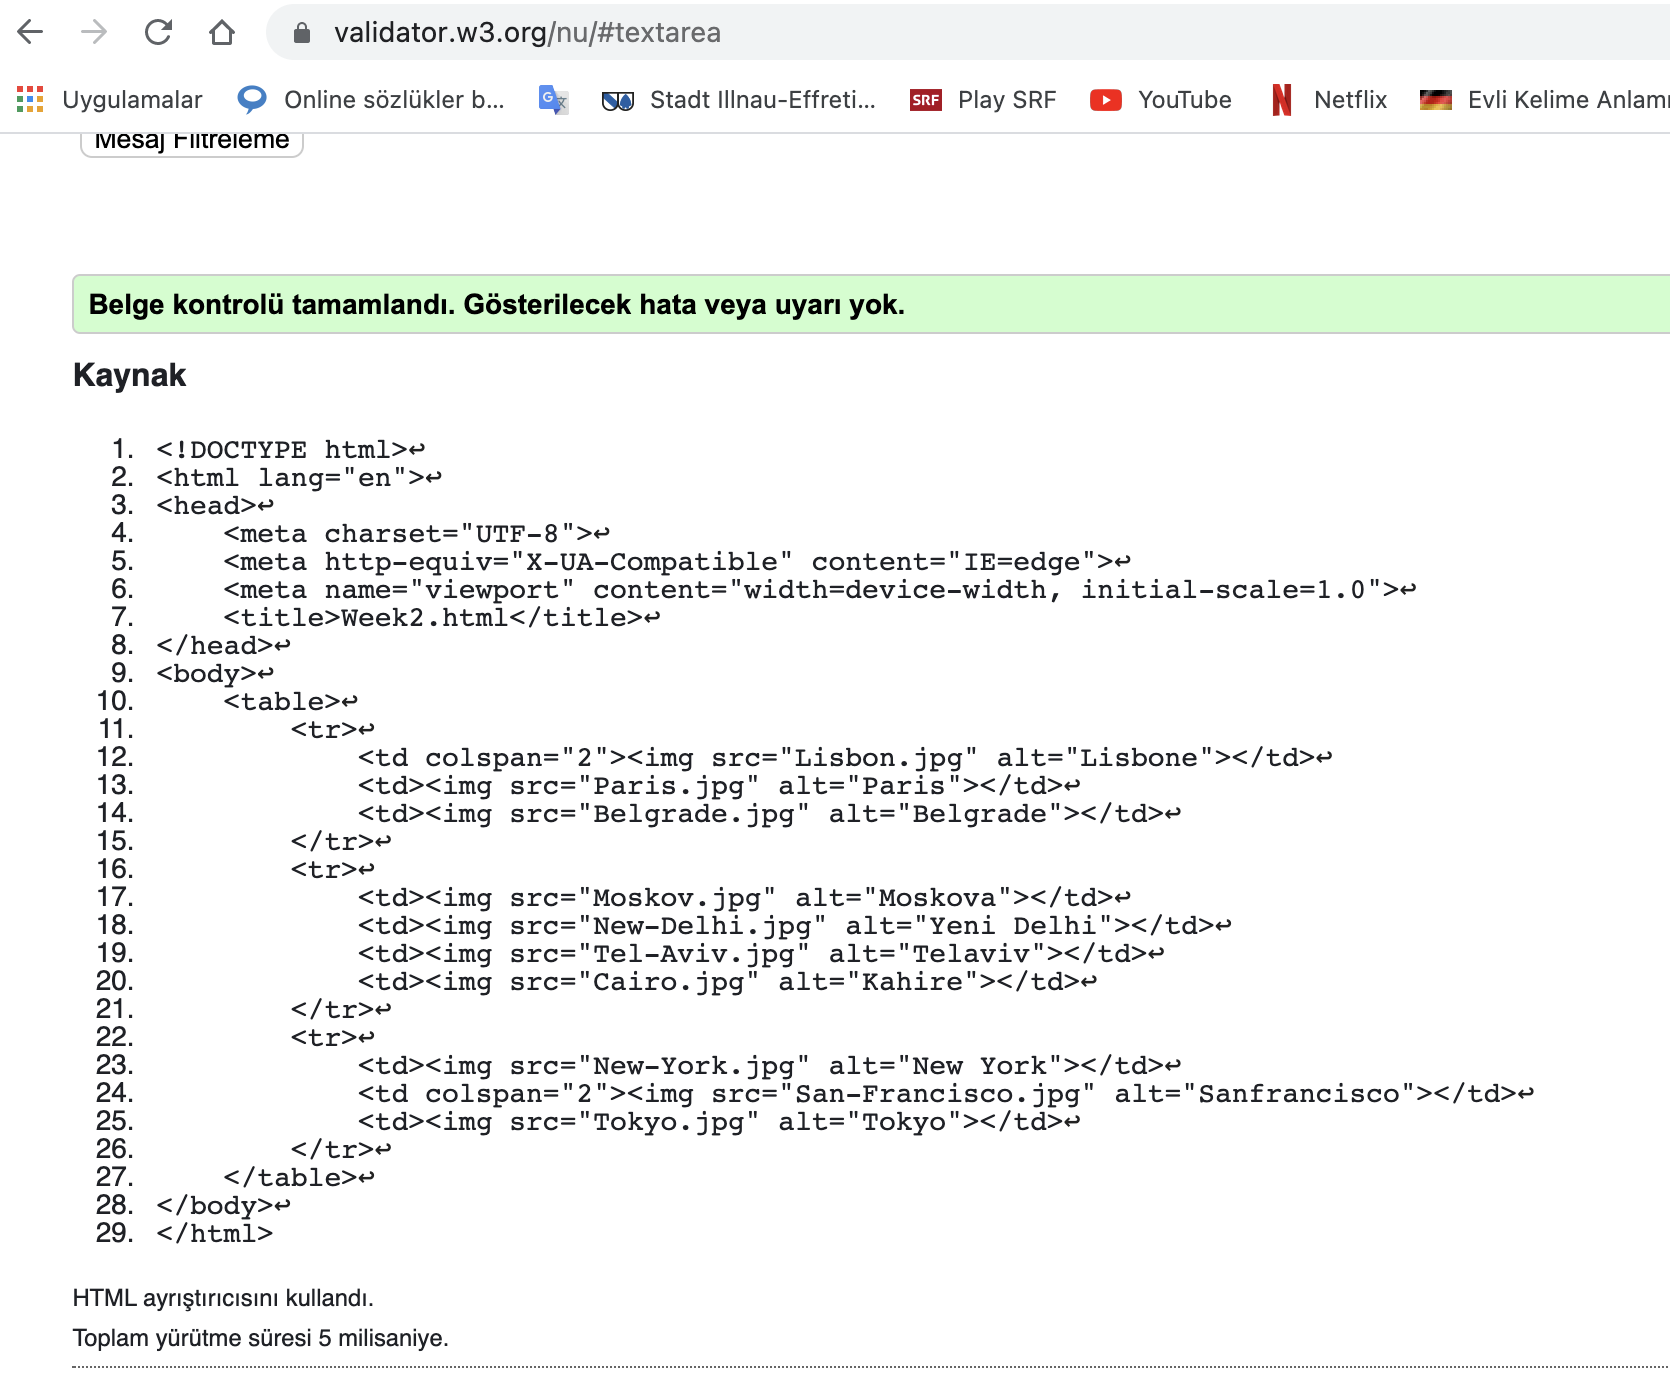 validator.w3.org/nu/#textarea
Uygulamalar Online sözlükler b... Stadt Illnau-Effreti... SRF Play SRF YouTube Netflix Evli Kelime Anlamı
Mesaj Filtreleme
Belge kontrolü tamamlandı. Gösterilecek hata veya uyarı yok.
Kaynak
1. <!DOCTYPE html>↩
2. <html lang="en">↩
3. <head>↩
4.     <meta charset="UTF-8">↩
5.     <meta http-equiv="X-UA-Compatible" content="IE=edge">↩
6.     <meta name="viewport" content="width=device-width, initial-scale=1.0">↩
7.     <title>Week2.html</title>↩
8. </head>↩
9. <body>↩
10.     <table>↩
11.         <tr>↩
12.             <td colspan="2"><img src="Lisbon.jpg" alt="Lisbone"></td>↩
13.             <td><img src="Paris.jpg" alt="Paris"></td>↩
14.             <td><img src="Belgrade.jpg" alt="Belgrade"></td>↩
15.         </tr>↩
16.         <tr>↩
17.             <td><img src="Moskov.jpg" alt="Moskova"></td>↩
18.             <td><img src="New-Delhi.jpg" alt="Yeni Delhi"></td>↩
19.             <td><img src="Tel-Aviv.jpg" alt="Telaviv"></td>↩
20.             <td><img src="Cairo.jpg" alt="Kahire"></td>↩
21.         </tr>↩
22.         <tr>↩
23.             <td><img src="New-York.jpg" alt="New York"></td>↩
24.             <td colspan="2"><img src="San-Francisco.jpg" alt="Sanfrancisco"></td>↩
25.             <td><img src="Tokyo.jpg" alt="Tokyo"></td>↩
26.         </tr>↩
27.     </table>↩
28. </body>↩
29. </html>
HTML ayrıştırıcısını kullandı.
Toplam yürütme süresi 5 milisaniye.